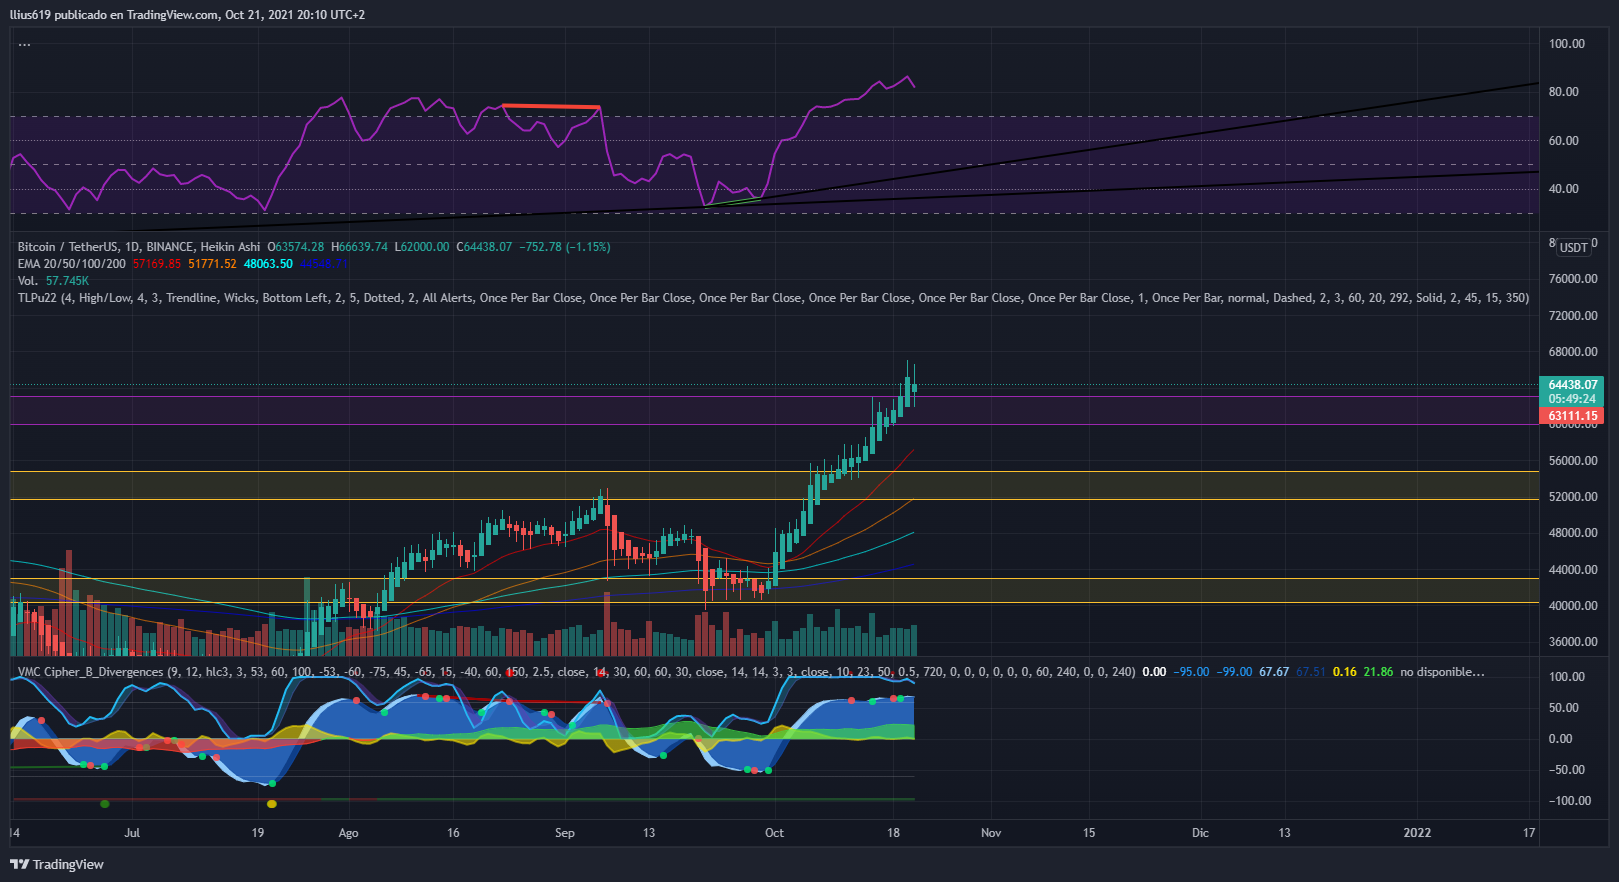 llius619 publicado en TradingView.com, Oct 21, 2021 20:10 UTC+2
...
100.00
80.00
60.00
40.00
Bitcoin / TetherUS, 1D, BINANCE, Heikin Ashi O63574.28 H66639.74 L62000.00 C64438.07 −752.78 (−1.15%)
USDT
EMA 20/50/100/200 57169.85 51771.52 48063.50
Vol. 57.745K
76000.00
TLPu22 (4, High/Low, 4, 3, Trendline, Wicks, Bottom Left, 2, 5, Dotted, 2, All Alerts, Once Per Bar Close, Once Per Bar Close, Once Per Bar Close, Once Per Bar Close, Once Per Bar Close, Once Per Bar Close, 1, Once Per Bar, normal, Dashed, 2, 3, 60, 20, 292, Solid, 2, 45, 15, 350)
72000.00
68000.00
64438.07
05:49:24
63111.15
60000.00
56000.00
52000.00
48000.00
44000.00
40000.00
36000.00
VMC Cipher_B_Divergences (9, 12, hlc3, 3, 53, 60, 100, -53, -60, -75, 45, -65, 15, -40, 60, 150, 2.5, close, 14, 30, 60, 60, 30, close, 14, 14, 3, 3, close, 10, 23, 50, 0.5, 720, 0, 0, 0, 0, 0, 0, 60, 240, 0, 0, 240) 0.00 −95.00 −99.00 67.67 67.51 0.16 21.86 no disponible...
100.00
50.00
0.00
−50.00
−100.00
14 Jul 19 Ago 16 Sep 13 Oct 18 Nov 15 Dic 13 2022 17
TradingView